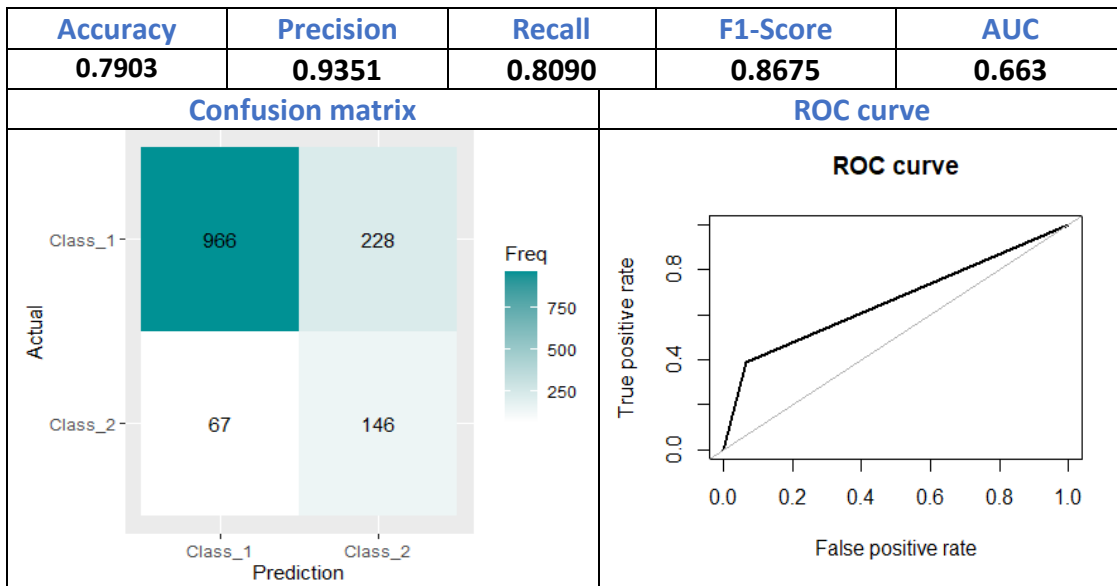 Accuracy Precision Recall F1-Score AUC
0.7903 0.9351 0.8090 0.8675 0.663
Confusion matrix ROC curve
Class_1
Class_2
Actual
966 228
67 146
Class_1 Class_2
Prediction
Freq
750
500
250
ROC curve
True positive rate
0.8
0.4
0.0
0.0 0.2 0.4 0.6 0.8 1.0
False positive rate